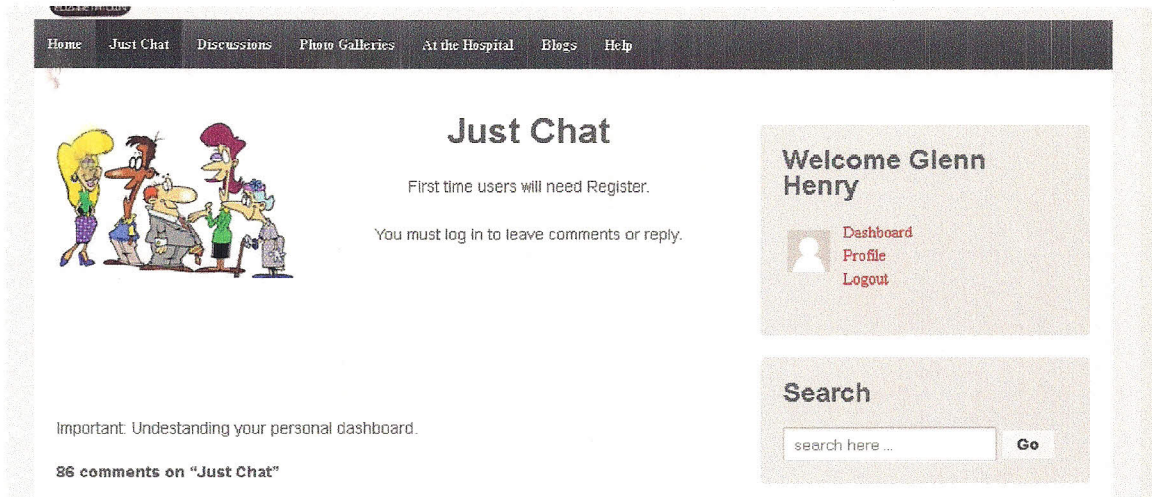 Home Just Chat Discussions Photo Galleries At the Hospital Blogs Help
Just Chat
First time users will need Register.
You must log in to leave comments or reply.
Important: Undestanding your personal dashboard.
86 comments on “Just Chat”
Welcome Glenn
Henry
Dashboard
Profile
Logout
Search
search here ...
Go